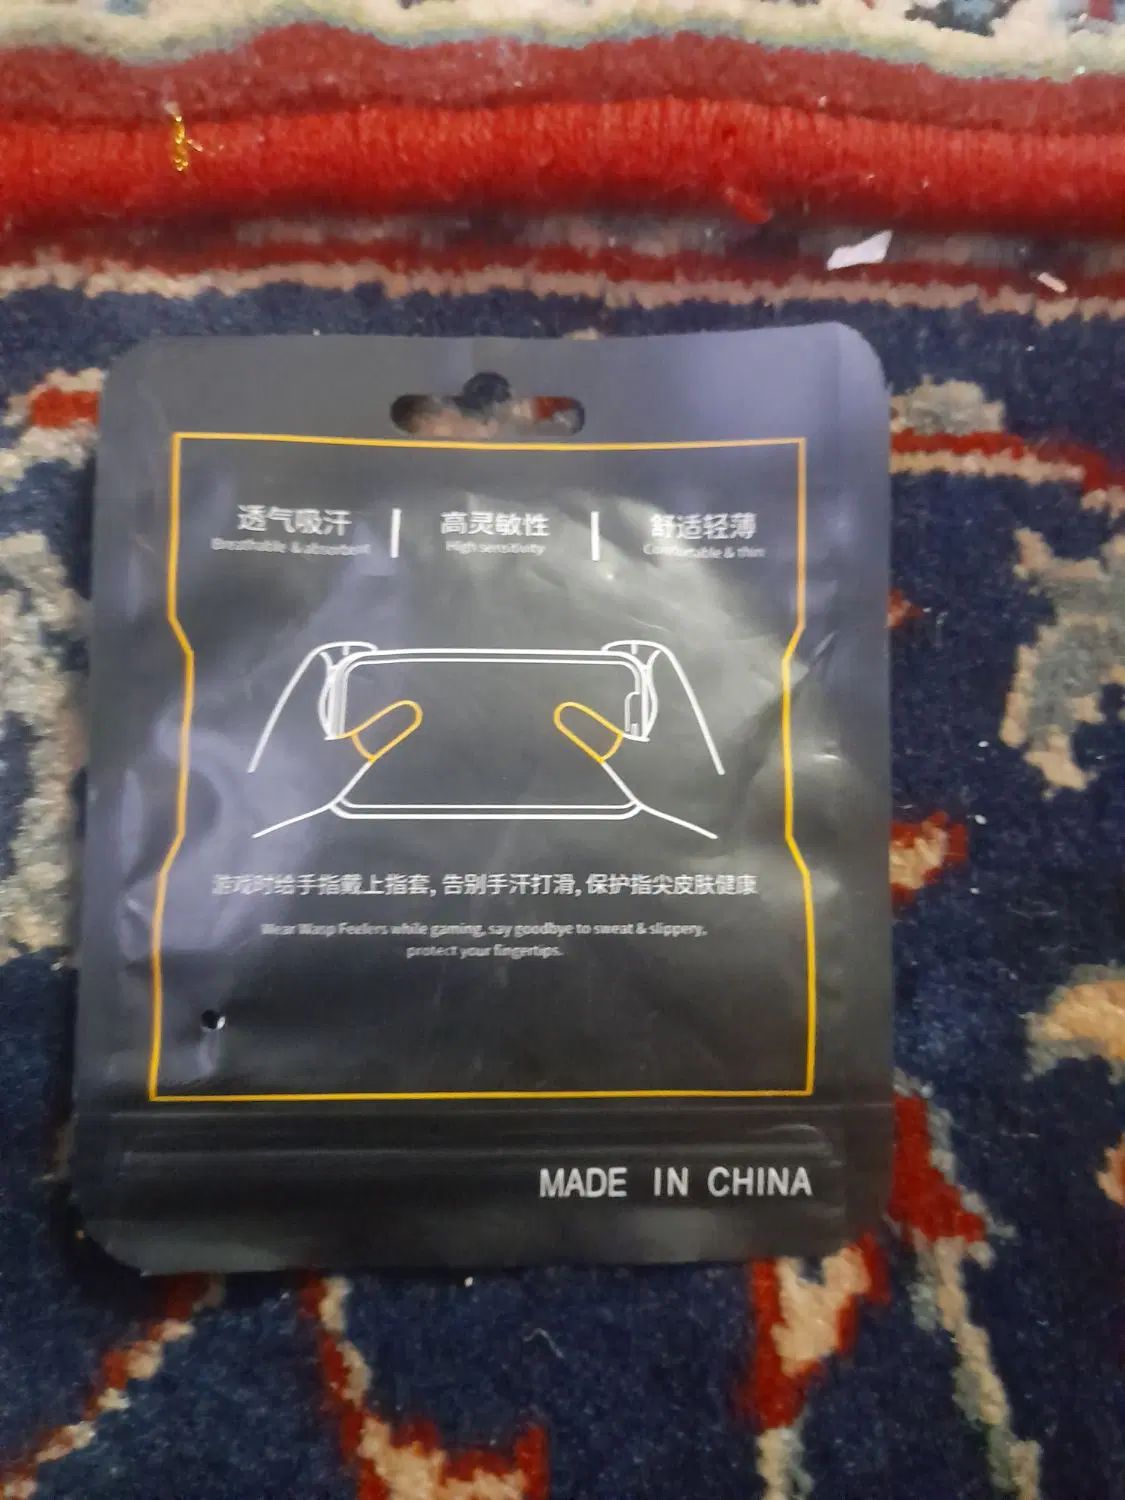 透气吸汗
Breathable & absorbent
高灵敏性
High sensitivity
舒适轻薄
Comfortable & thin
游戏时给手指戴上指套, 告别手汗打滑, 保护指尖皮肤健康
Wear Wasp Feelers while gaming, say goodbye to sweat & slippery,
protect your fingertips.
MADE IN CHINA